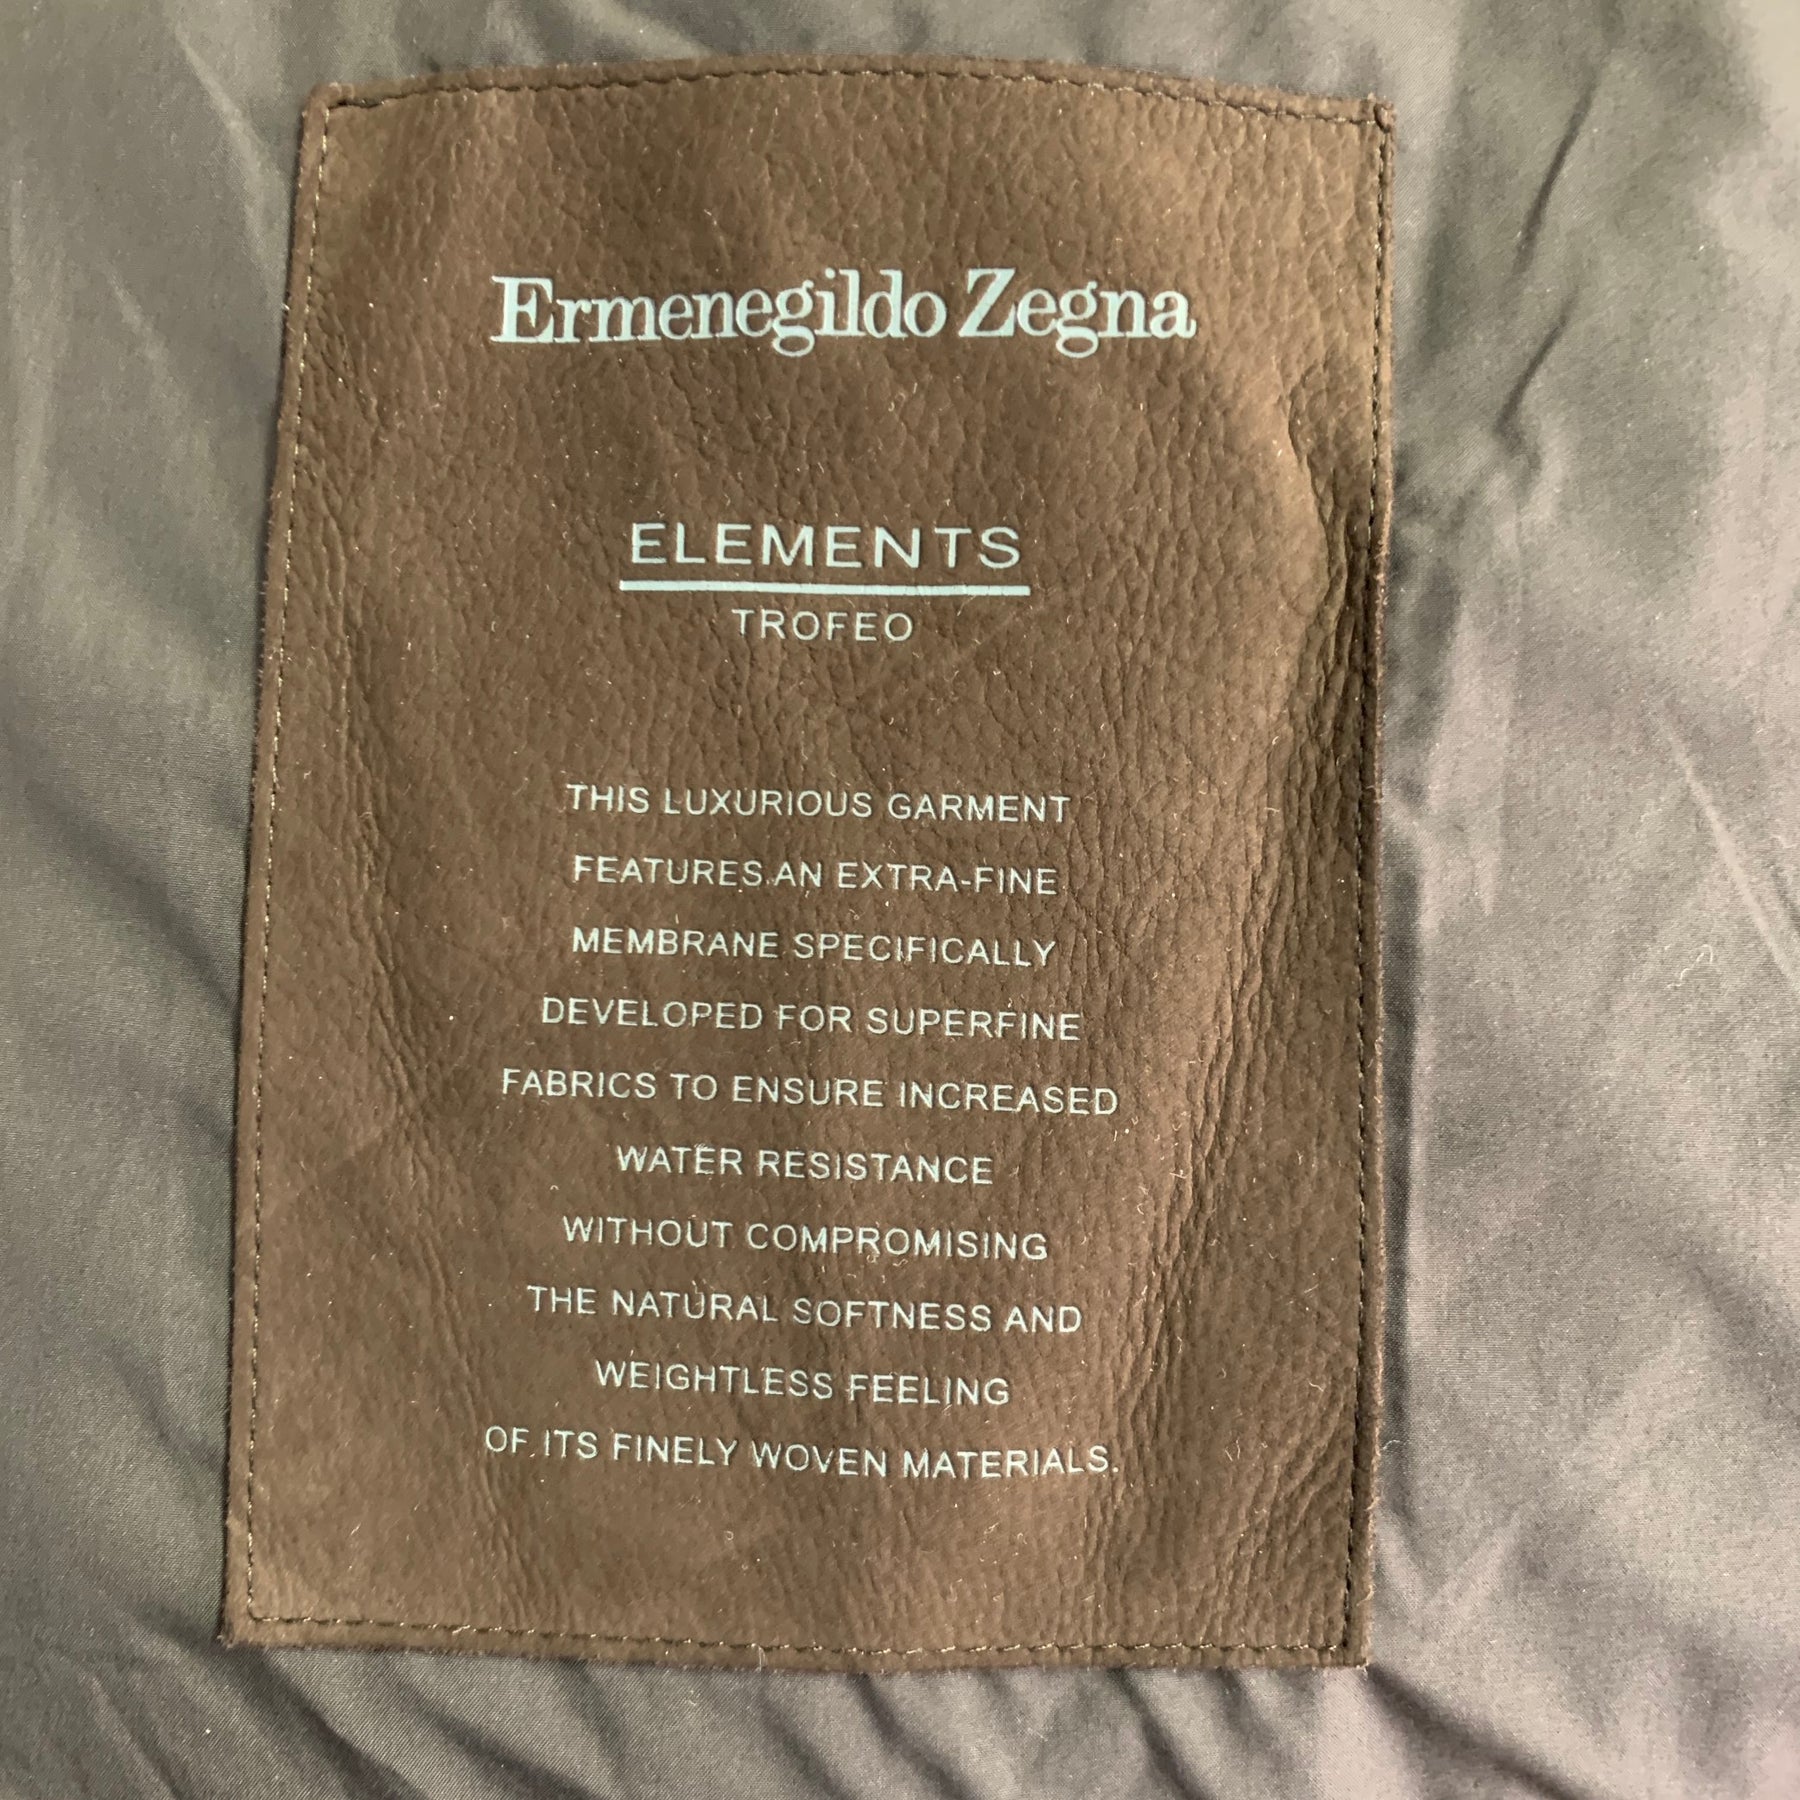 Ermenegildo Zegna
ELEMENTS
TROFEO
THIS LUXURIOUS GARMENT
FEATURES AN EXTRA-FINE
MEMBRANE SPECIFICALLY
DEVELOPED FOR SUPERFINE
FABRICS TO ENSURE INCREASED
WATER RESISTANCE
WITHOUT COMPROMISING
THE NATURAL SOFTNESS AND
WEIGHTLESS FEELING
OF ITS FINELY WOVEN MATERIALS.